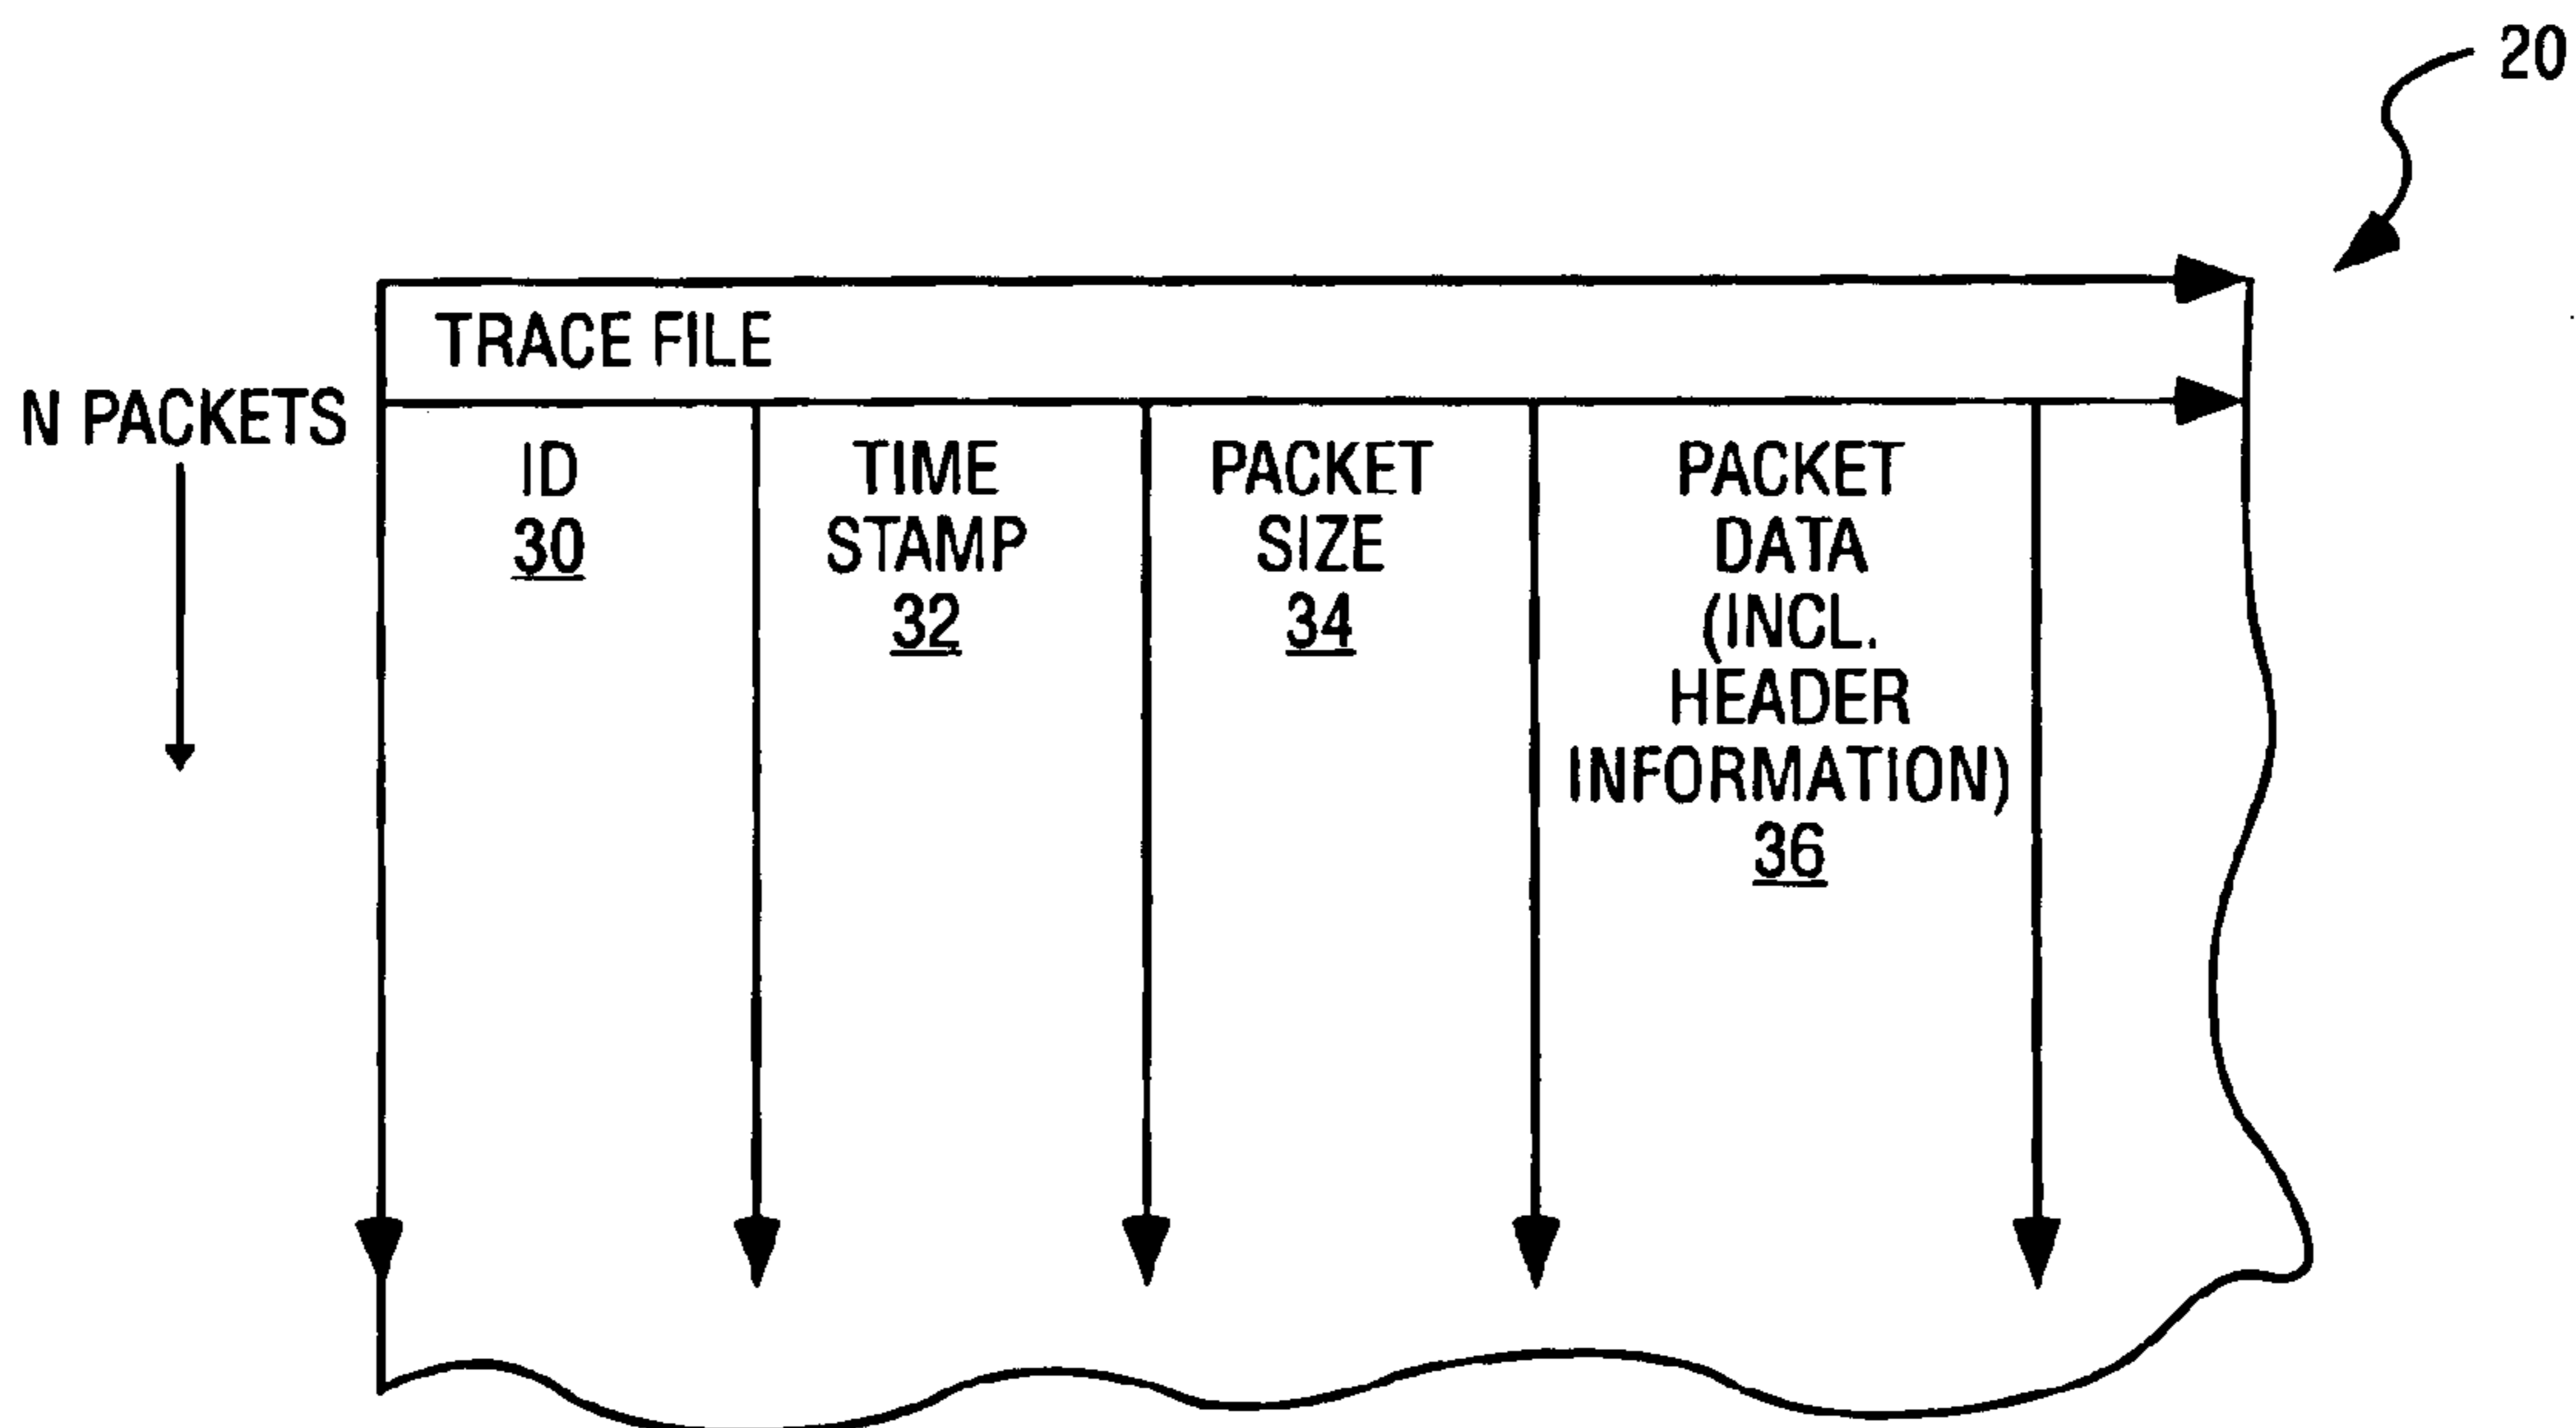 20
TRACE FILE
N PACKETS
ID
30
TIME
STAMP
32
PACKET
SIZE
34
PACKET
DATA
(INCL.
HEADER
INFORMATION)
36